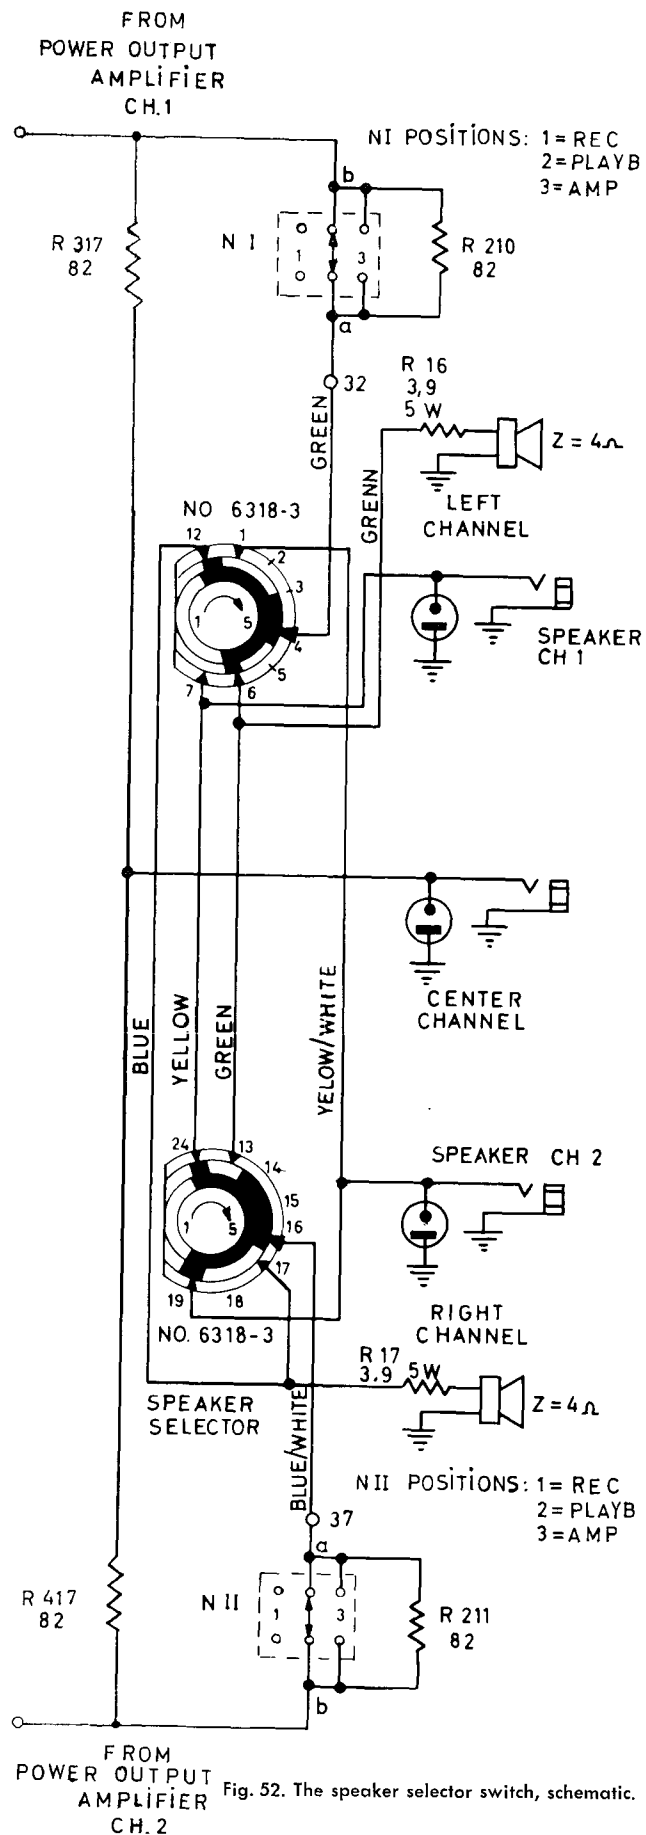 FROM
POWER OUTPUT
AMPLiFiER
CH.1
NI POSiTiONS: 1=REC
2=PLAYB
3=AMP
b
R 317
82
N I
1
3
R 210
82
a
32
R 16
3,9
5 W
GREEN
Z = 4Ω
GRENN
LEFT
CHANNEL
NO 6318-3
12
1
2
3
1
5
4
5
7
6
SPEAKER
CH 1
CENTER
CHANNEL
BLUE
YELLOW
GREEN
YELOW/WHITE
SPEAKER CH 2
24
13
14
15
1
5
16
17
19
18
NO. 6318-3
RIGHT
CHANNEL
R 17
3.9
5W
Z=4Ω
SPEAKER
SELECTOR
BLUE/WHITE
NII POSiTiONS: 1= REC
2=PLAYB
3=AMP
37
a
R 417
82
N II
1
3
R 211
82
b
FROM
POWER OUTPUT
AMPLiFiER
CH.2
Fig. 52. The speaker selector switch, schematic.